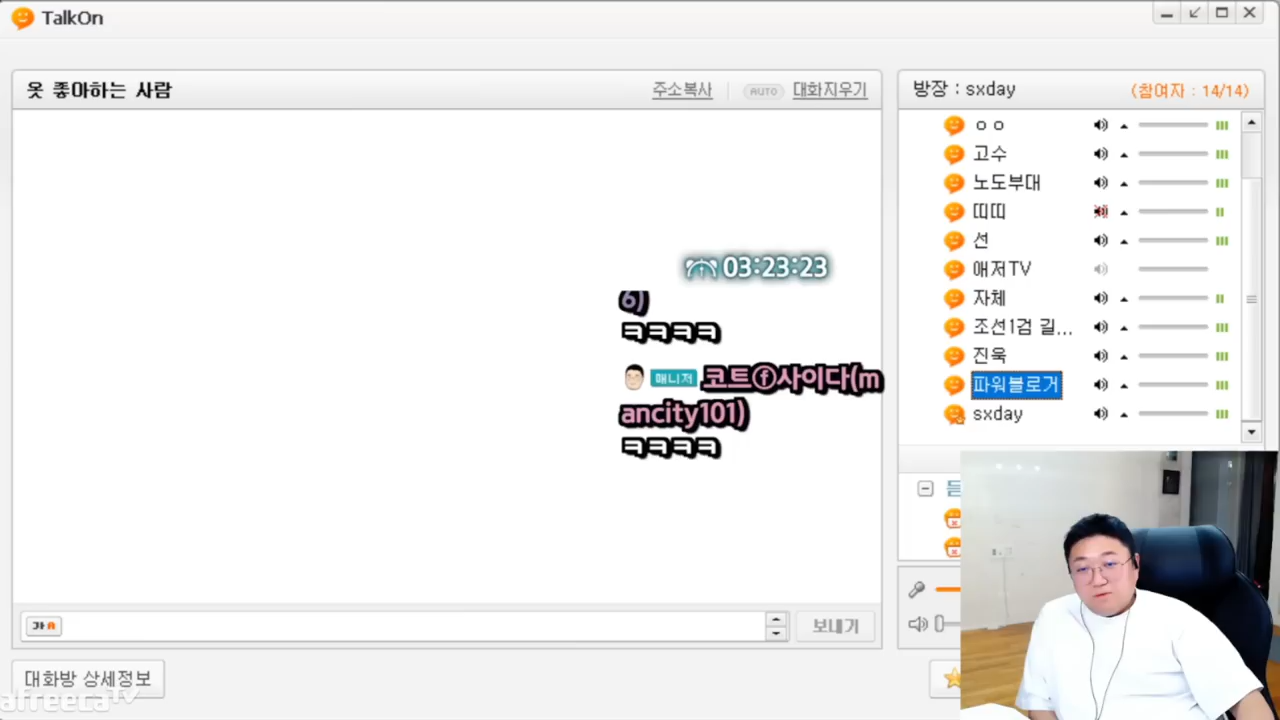 TalkOn
옷 좋아하는 사람
주소복사
AUTO
대화지우기
방장 : sxday
(참여자 : 14/14)
ㅇㅇ
고수
노도부대
띠띠
선
애저TV
자체
조선1검 길...
진욱
파워블로거
sxday
03:23:23
6)
ㅋㅋㅋㅋ
매니저 코트ⓕ사이다(m
ancity101)
ㅋㅋㅋㅋ
가
보내기
대화방 상세정보
afreecaTV